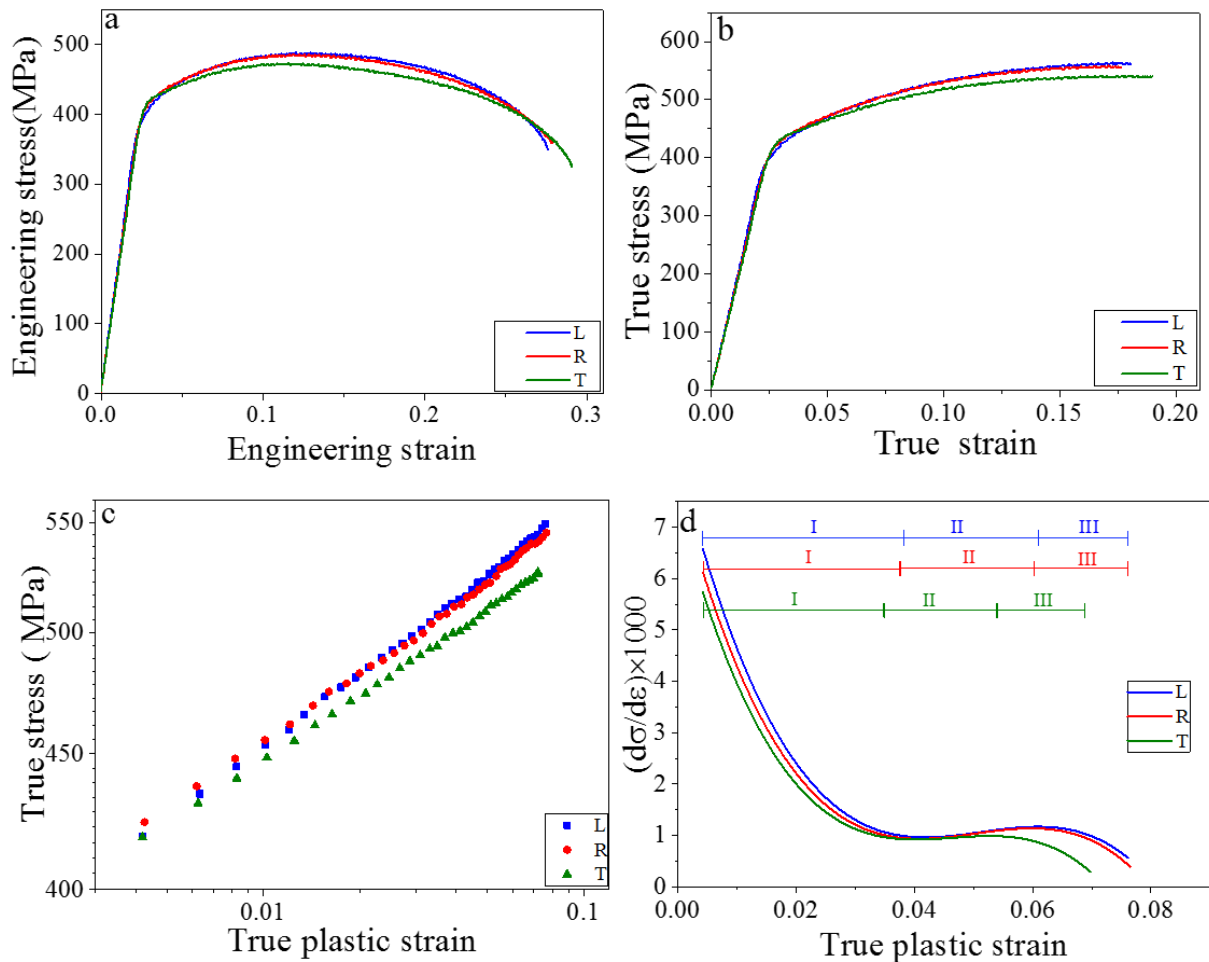 a
500
400
300
200
100
0
0.0
0.1
0.2
0.3
Engineering stress(MPa)
Engineering strain
L
R
T
b
600
500
400
300
200
100
0
0.00
0.05
0.10
0.15
0.20
True stress (MPa)
True strain
L
R
T
c
550
500
450
400
0.01
0.1
True stress ( MPa)
True plastic strain
L
R
T
d
7
6
5
4
3
2
1
0
0.00
0.02
0.04
0.06
0.08
(dσ/dε)×1000
True plastic strain
I II III
I II III
I II III
L
R
T